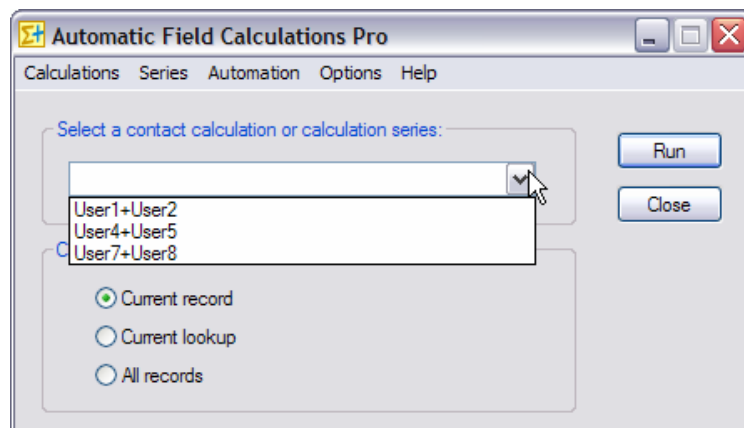 Automatic Field Calculations Pro
Calculations Series Automation Options Help
Select a contact calculation or calculation series:
Run
User1+User2
Close
User4+User5
User7+User8
Current record
Current lookup
All records